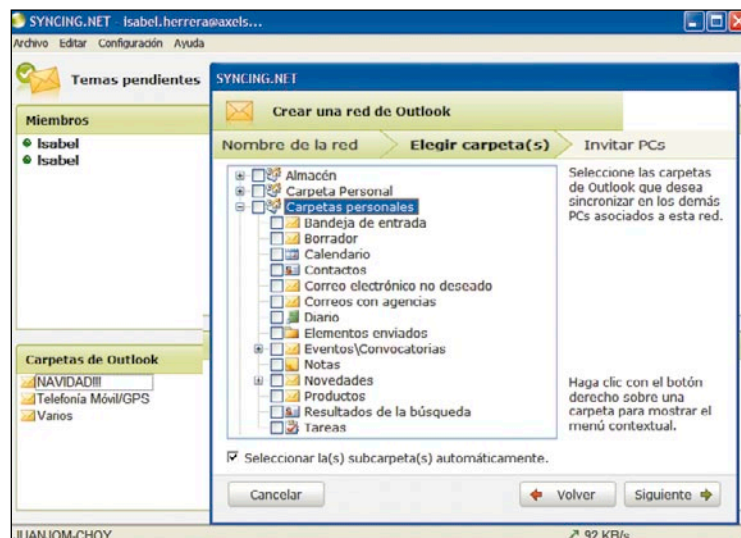 SYNCING.NET - isabel.herrera@axels...
Archivo Editar Configuración Ayuda
Temas pendientes
Miembros
Isabel
Isabel
Carpetas de Outlook
NAVIDAD!!!
Telefonía Móvil/GPS
Varios
JUANJOM-CHOY
92 KB/s
SYNCING.NET
Crear una red de Outlook
Nombre de la red
Elegir carpeta(s)
Invitar PCs
Almacén
Carpeta Personal
Carpetas personales
Bandeja de entrada
Borrador
Calendario
Contactos
Correo electrónico no deseado
Correos con agencias
Diario
Elementos enviados
Eventos\Convocatorias
Notas
Novedades
Productos
Resultados de la búsqueda
Tareas
Seleccione las carpetas
de Outlook que desea
sincronizar en los demás
PCs asociados a esta red.
Haga clic con el botón
derecho sobre una
carpeta para mostrar el
menú contextual.
Seleccionar la(s) subcarpeta(s) automáticamente.
Cancelar
Volver
Siguiente